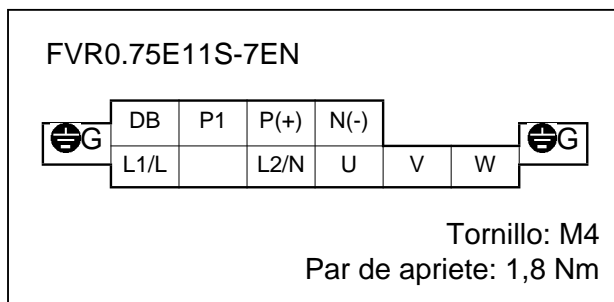 FVR0.75E11S-7EN
DB P1 P(+) N(-)
G G
L1/L L2/N U V W
Tornillo: M4
Par de apriete: 1,8 Nm